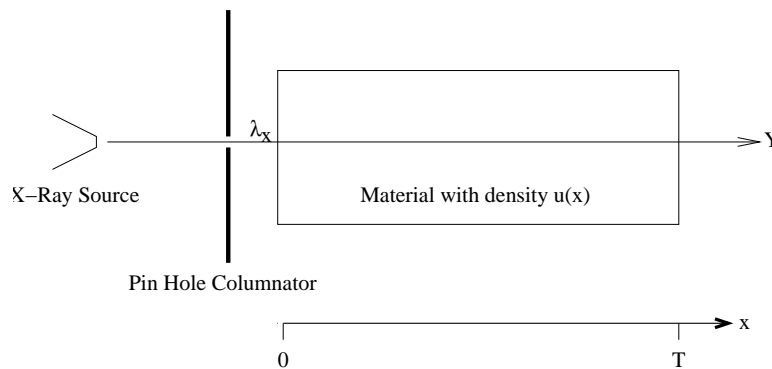 λx
Y
X−Ray Source
Material with density u(x)
Pin Hole Columnator
x
0
T